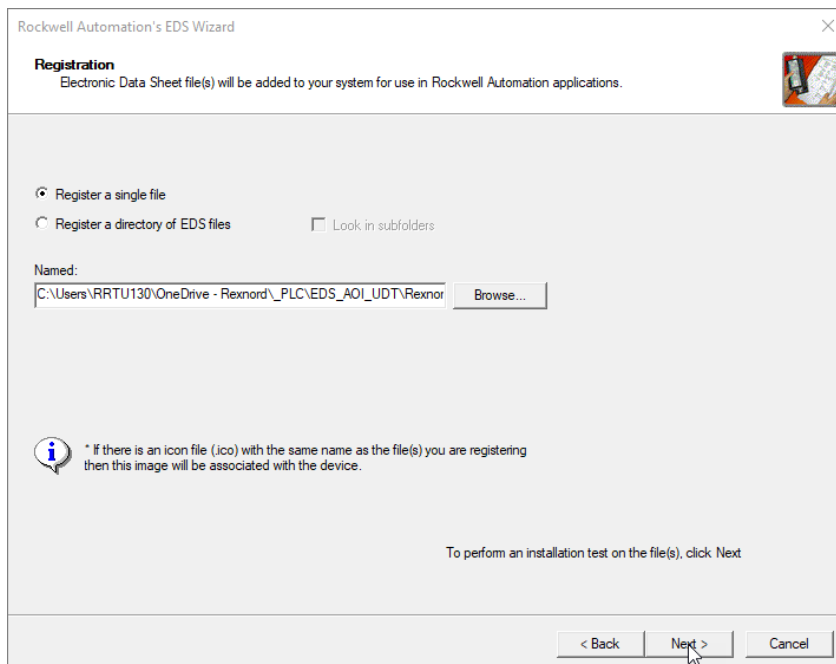 Rockwell Automation's EDS Wizard
Registration
Electronic Data Sheet file(s) will be added to your system for use in Rockwell Automation applications.
Register a single file
Register a directory of EDS files
Look in subfolders
Named:
C:\Users\RRTU130\OneDrive - Rexnord\_PLC\EDS_AOI_UDT\Rexnor
Browse...
* If there is an icon file (.ico) with the same name as the file(s) you are registering
then this image will be associated with the device.
To perform an installation test on the file(s), click Next
< Back
Next >
Cancel